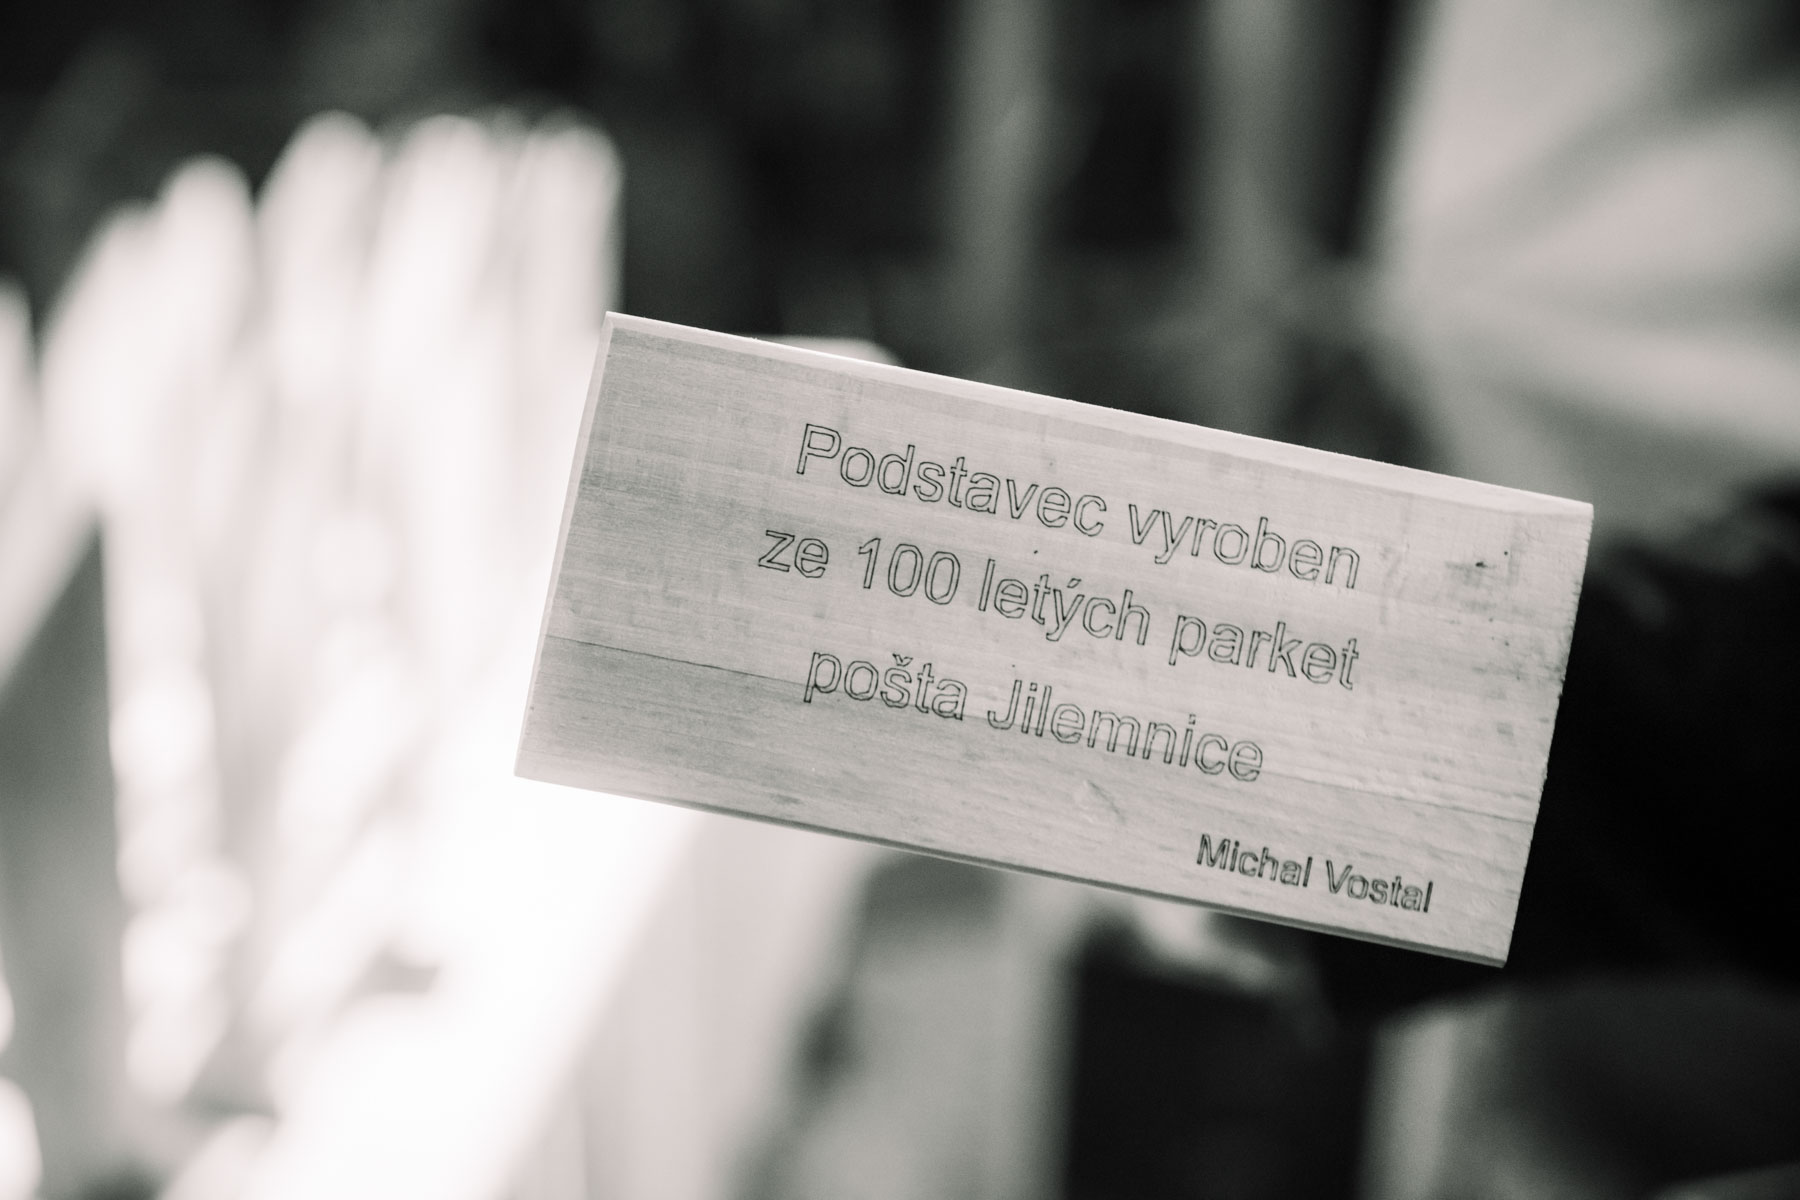 Podstavec vyroben
ze 100 letých parket
pošta Jilemnice
Michal Vostal